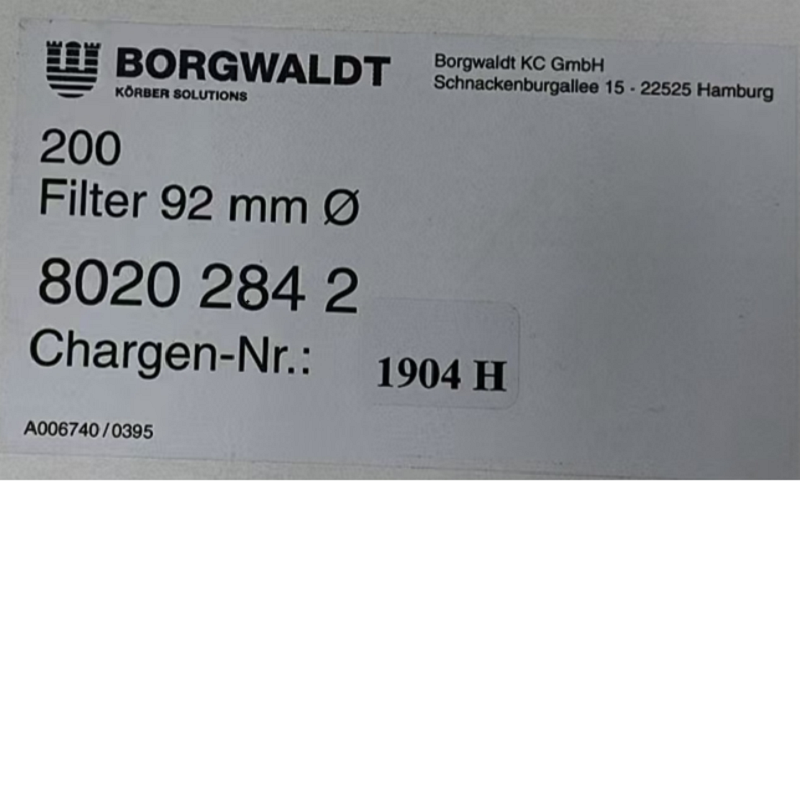 BORGWALDT
KÖRBER SOLUTIONS
Borgwaldt KC GmbH
Schnackenburgallee 15 - 22525 Hamburg
200
Filter 92 mm Ø
8020 284 2
Chargen-Nr.: 1904 H
A006740/0395